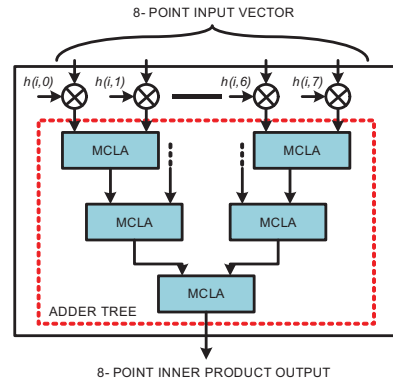 8- POINT INPUT VECTOR
h(i,0) h(i,1) h(i,6) h(i,7)
MCLA MCLA
MCLA MCLA
MCLA
ADDER TREE
8- POINT INNER PRODUCT OUTPUT